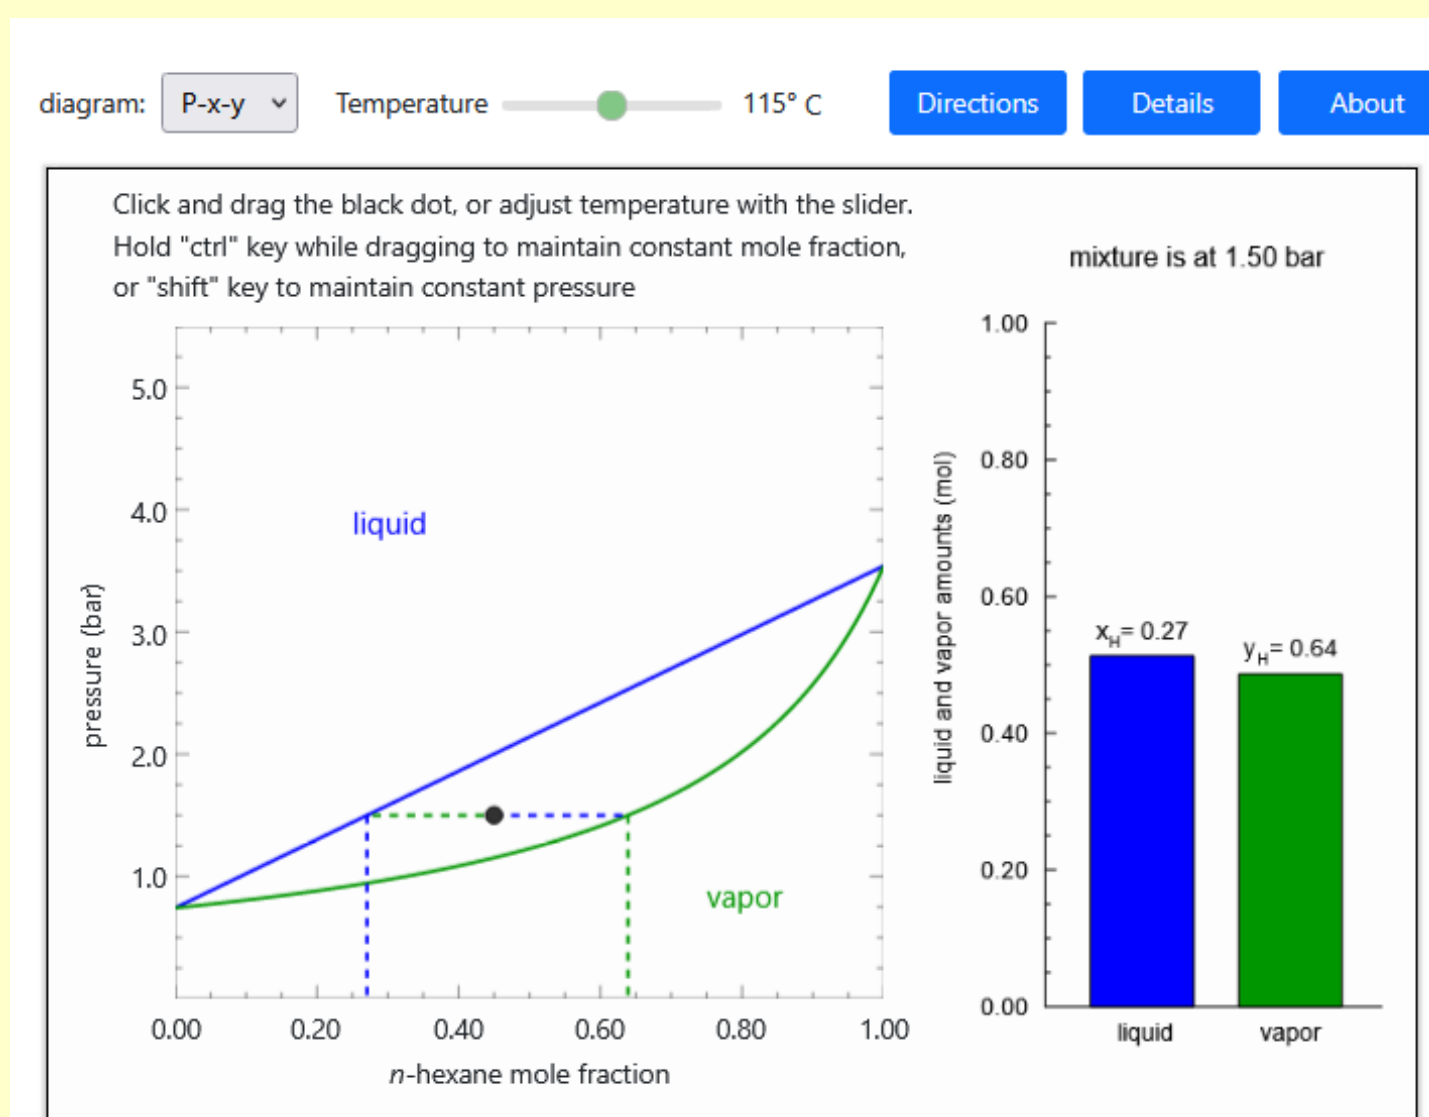 diagram: P-x-y Temperature 115° C Directions Details About
Click and drag the black dot, or adjust temperature with the slider.
Hold "ctrl" key while dragging to maintain constant mole fraction,
or "shift" key to maintain constant pressure
mixture is at 1.50 bar
5.0
4.0
3.0
2.0
1.0
pressure (bar)
liquid
vapor
0.00 0.20 0.40 0.60 0.80 1.00
n-hexane mole fraction
1.00
0.80
0.60
0.40
0.20
0.00
liquid and vapor amounts (mol)
xH= 0.27
yH= 0.64
liquid vapor